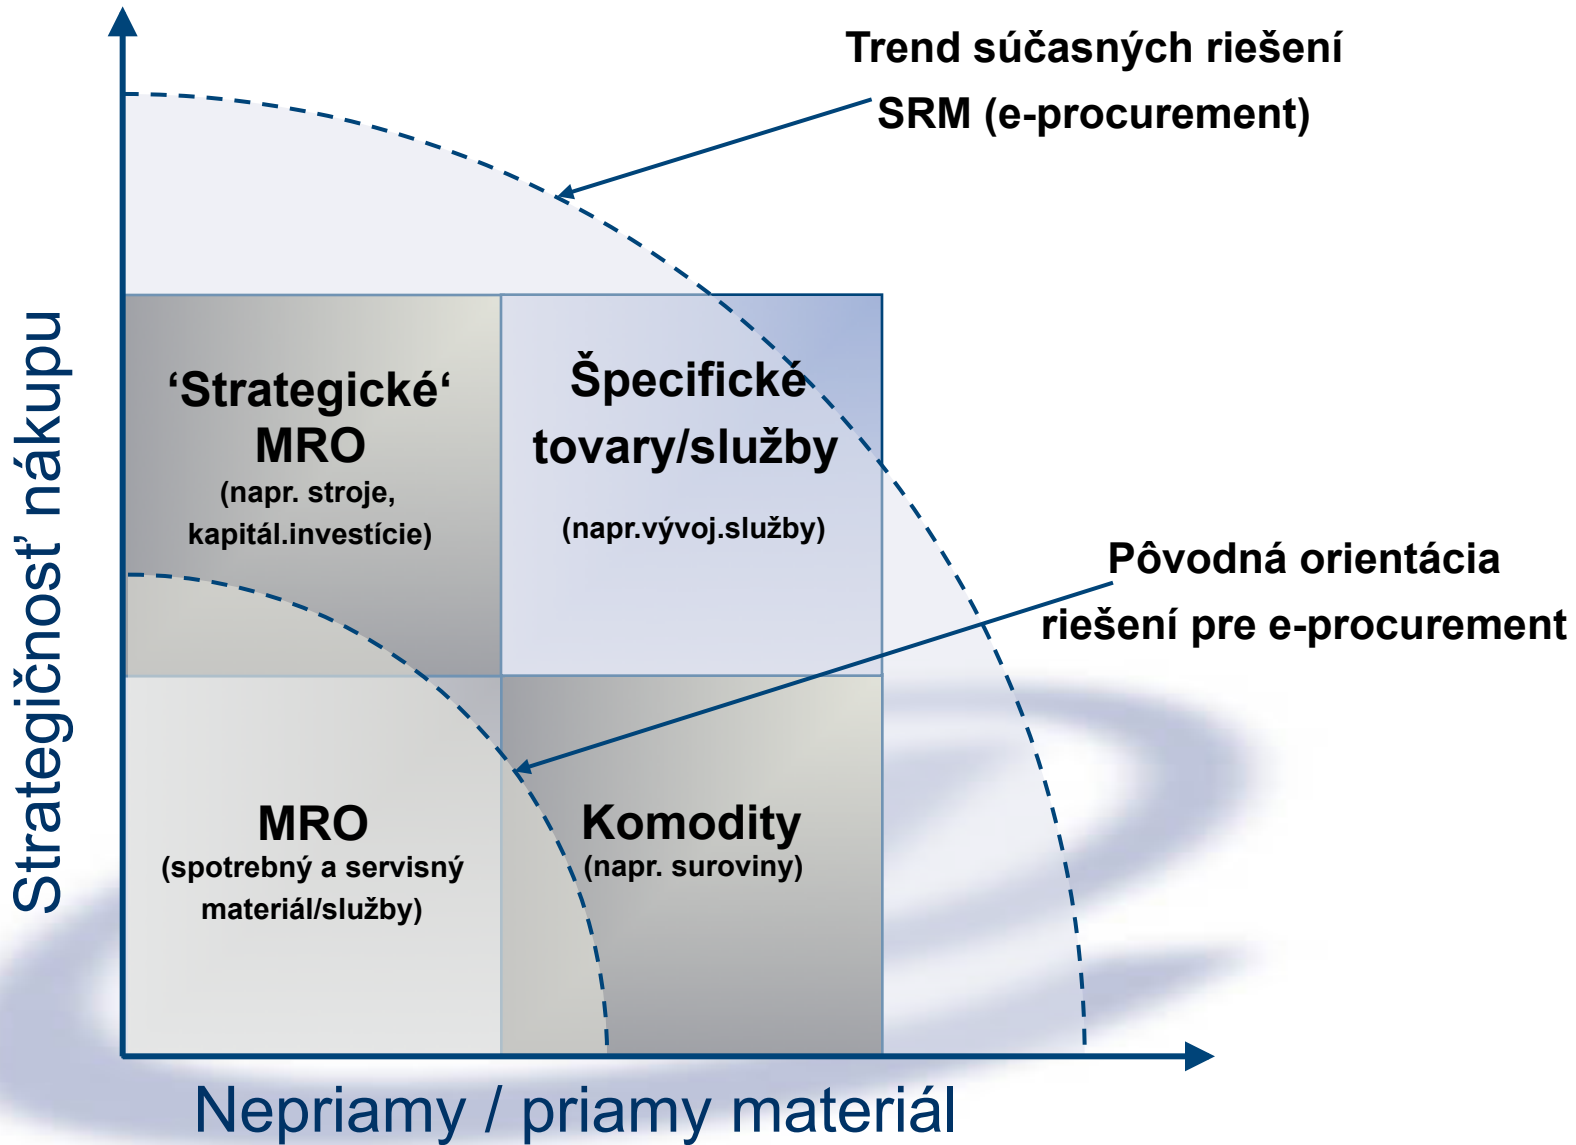 Trend súčasných riešení
SRM (e-procurement)
Strategičnosť nákupu
‘Strategické‘
MRO
(napr. stroje,
kapitál.investície)
Špecifické
tovary/služby
(napr.vývoj.služby)
Pôvodná orientácia
riešení pre e-procurement
MRO
(spotrebný a servisný
materiál/služby)
Komodity
(napr. suroviny)
Nepriamy / priamy materiál